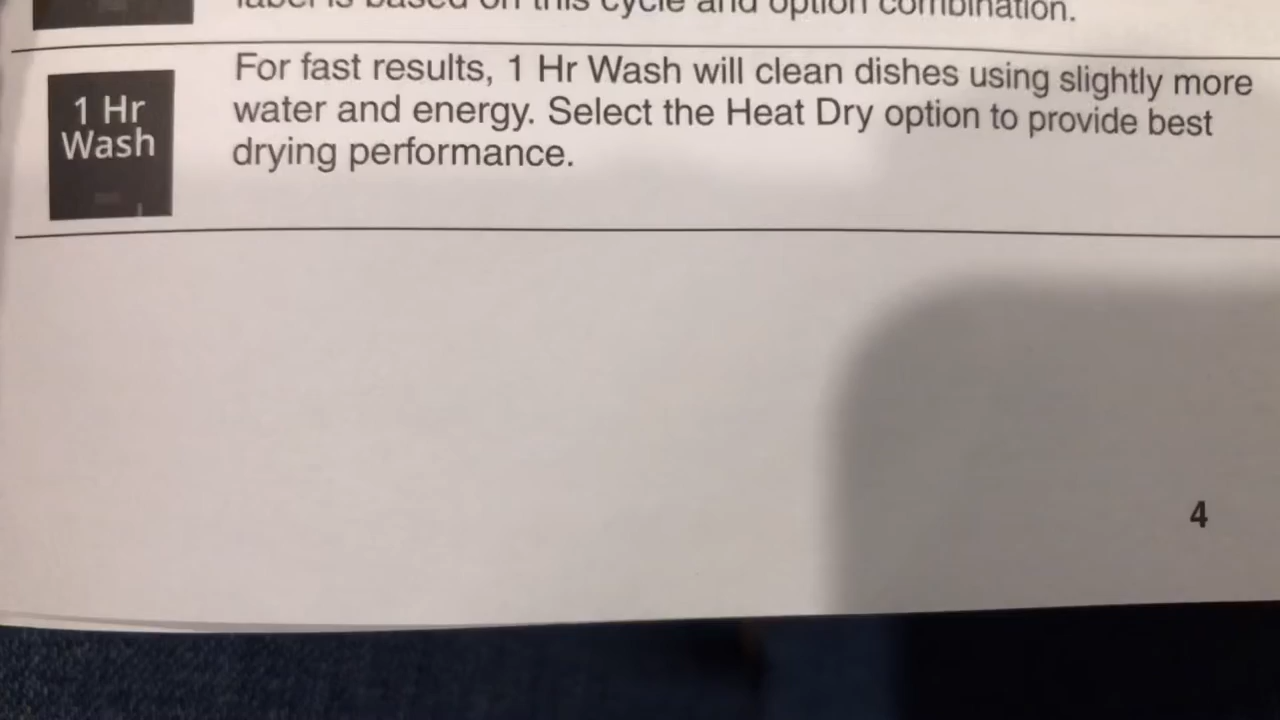 label is based on this cycle and option combination.
1 Hr
Wash
For fast results, 1 Hr Wash will clean dishes using slightly more
water and energy. Select the Heat Dry option to provide best
drying performance.
4